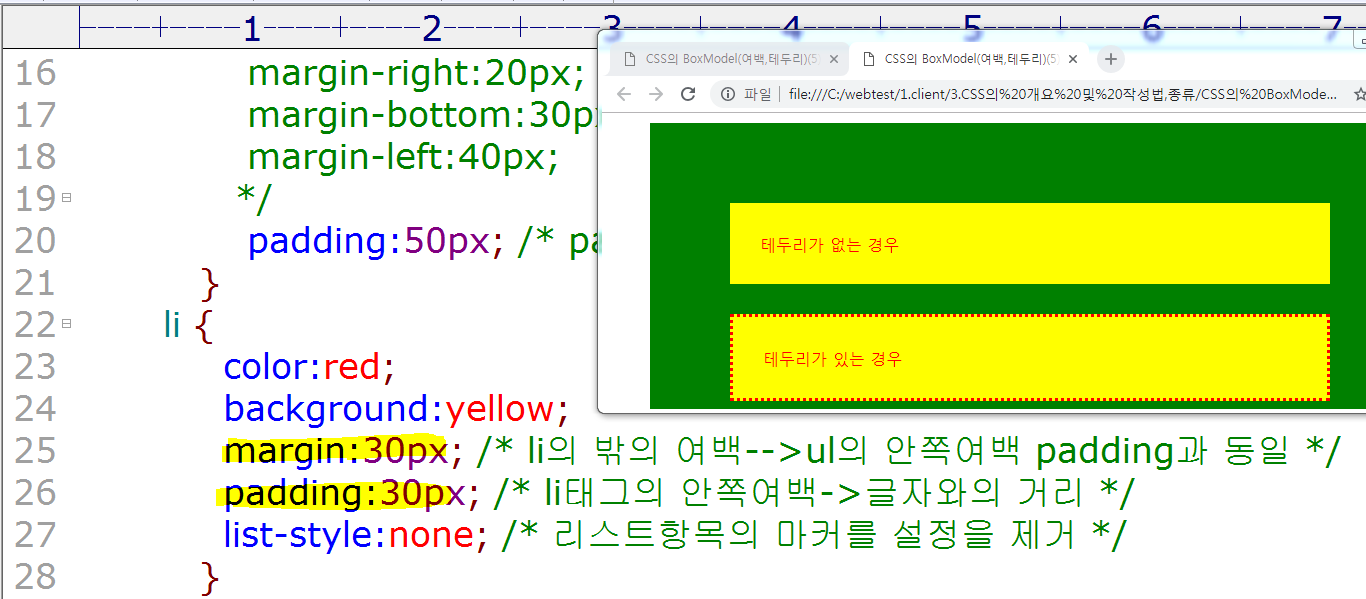 1 2 3 4 5 6 7
CSS의 BoxModel(여백,테두리)(5) × CSS의 BoxModel(여백,테두리)(5) × +
파일 file:///C:/webtest/1.client/3.CSS의%20개요%20및%20작성법,종류/CSS의%20BoxMode...
테두리가 없는 경우
테두리가 있는 경우
16 margin-right:20px;
17 margin-bottom:30px
18 margin-left:40px;
19 */
20 padding:50px; /* pa
21 }
22 li {
23 color:red;
24 background:yellow;
25 margin:30px; /* li의 밖의 여백-->ul의 안쪽여백 padding과 동일 */
26 padding:30px; /* li태그의 안쪽여백->글자와의 거리 */
27 list-style:none; /* 리스트항목의 마커를 설정을 제거 */
28 }